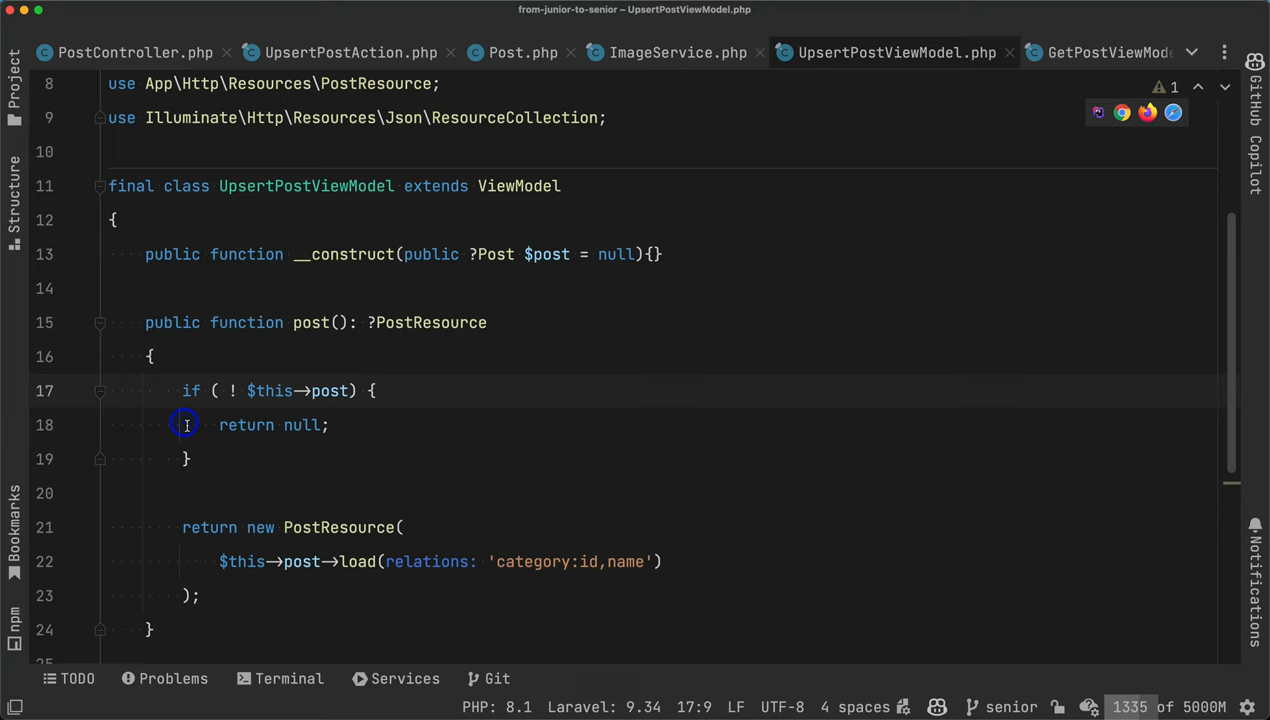 from-junior-to-senior – UpsertPostViewModel.php
PostController.php
UpsertPostAction.php
Post.php
ImageService.php
UpsertPostViewModel.php
GetPostViewMode
Project
Structure
Bookmarks
npm
8 use App\Http\Resources\PostResource;
9 use Illuminate\Http\Resources\Json\ResourceCollection;
10
11 final class UpsertPostViewModel extends ViewModel
12 {
13 public function __construct(public ?Post $post = null){}
14
15 public function post(): ?PostResource
16 {
17 if ( ! $this->post) {
18 return null;
19 }
20
21 return new PostResource(
22 $this->post->load(relations: 'category:id,name')
23 );
24 }
25
1
GitHub Copilot
Notifications
TODO
Problems
Terminal
Services
Git
PHP: 8.1
Laravel: 9.34
17:9
LF
UTF-8
4 spaces
senior
1335 of 5000M